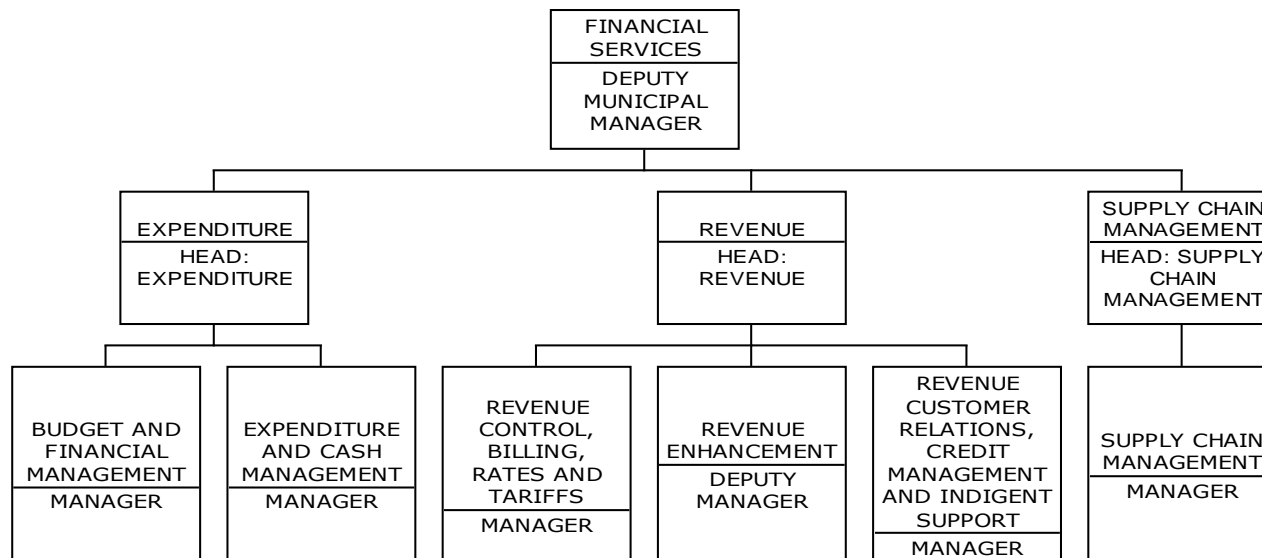 FINANCIAL
SERVICES
DEPUTY
MUNICIPAL
MANAGER
EXPENDITURE
HEAD:
EXPENDITURE
REVENUE
HEAD:
REVENUE
SUPPLY CHAIN
MANAGEMENT
HEAD: SUPPLY
CHAIN
MANAGEMENT
BUDGET AND
FINANCIAL
MANAGEMENT
MANAGER
EXPENDITURE
AND CASH
MANAGEMENT
MANAGER
REVENUE
CONTROL,
BILLING,
RATES AND
TARIFFS
MANAGER
REVENUE
ENHANCEMENT
DEPUTY
MANAGER
REVENUE
CUSTOMER
RELATIONS,
CREDIT
MANAGEMENT
AND INDIGENT
SUPPORT
MANAGER
SUPPLY CHAIN
MANAGEMENT
MANAGER